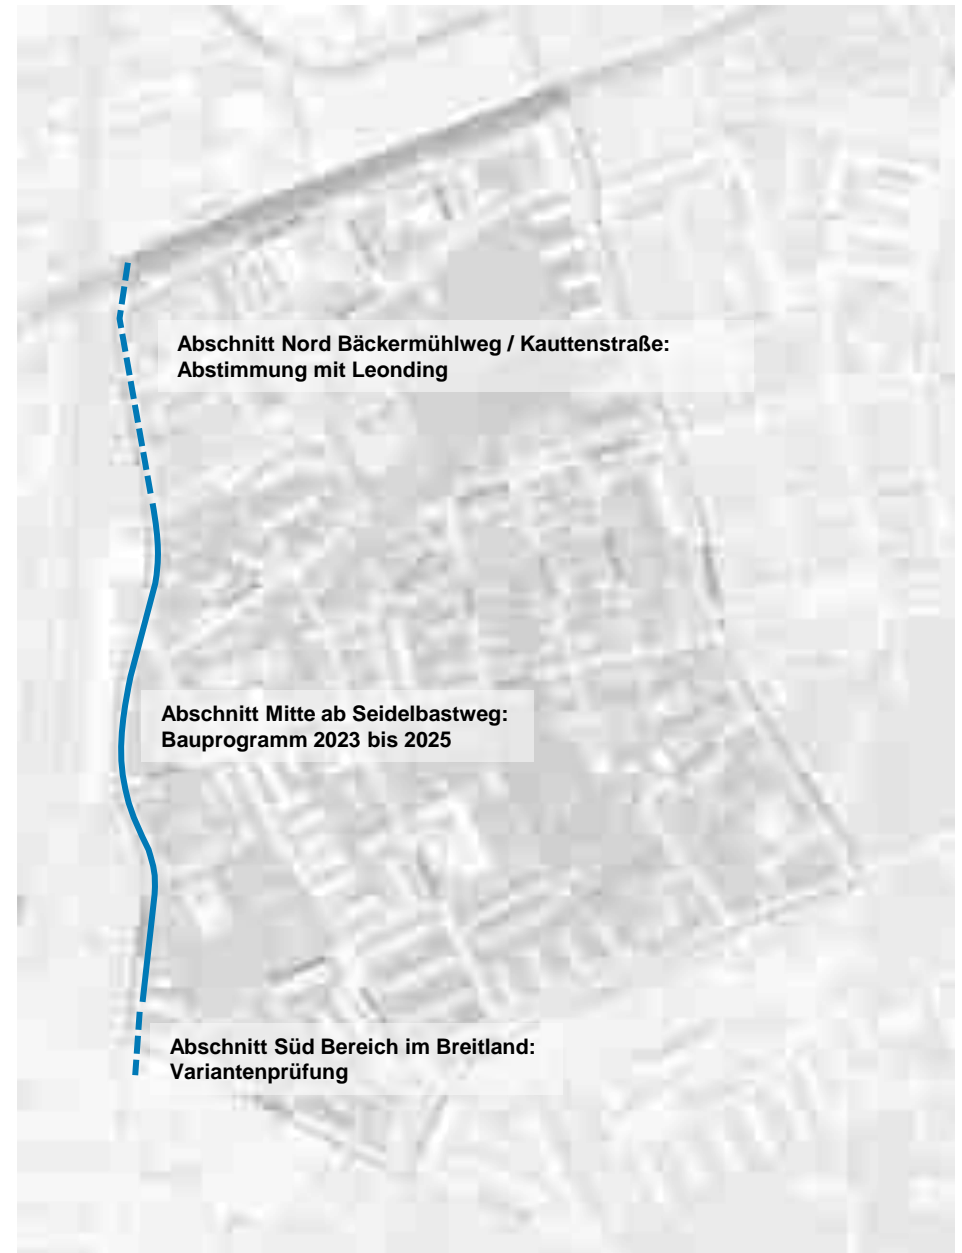 Abschnitt Nord Bäckermühlweg / Kauttenstraße:
Abstimmung mit Leonding
Abschnitt Mitte ab Seidelbastweg:
Bauprogramm 2023 bis 2025
Abschnitt Süd Bereich im Breitland:
Variantenprüfung